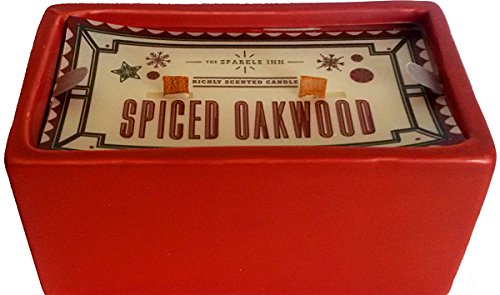 THE SPARKLE INN
RICHLY SCENTED CANDLE
SPICED OAKWOOD